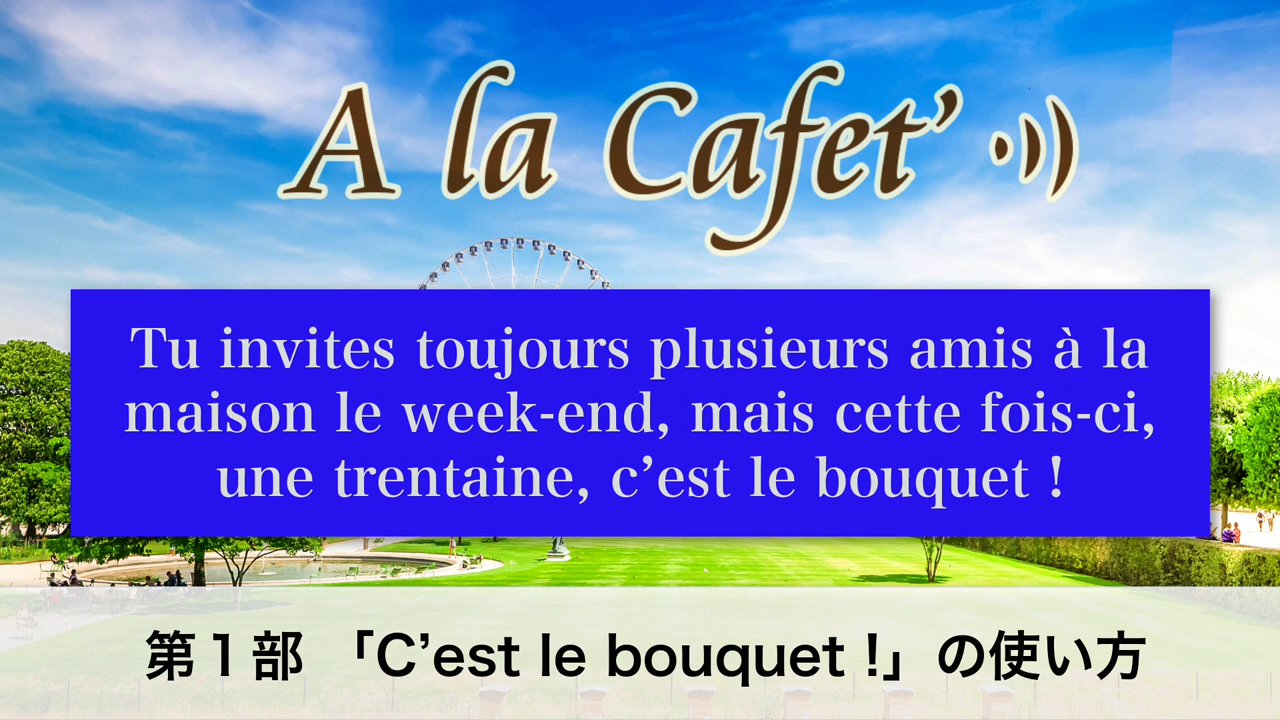 A la Cafet’
Tu invites toujours plusieurs amis à la
maison le week-end, mais cette fois-ci,
une trentaine, c’est le bouquet !
第１部 「C’est le bouquet !」の使い方